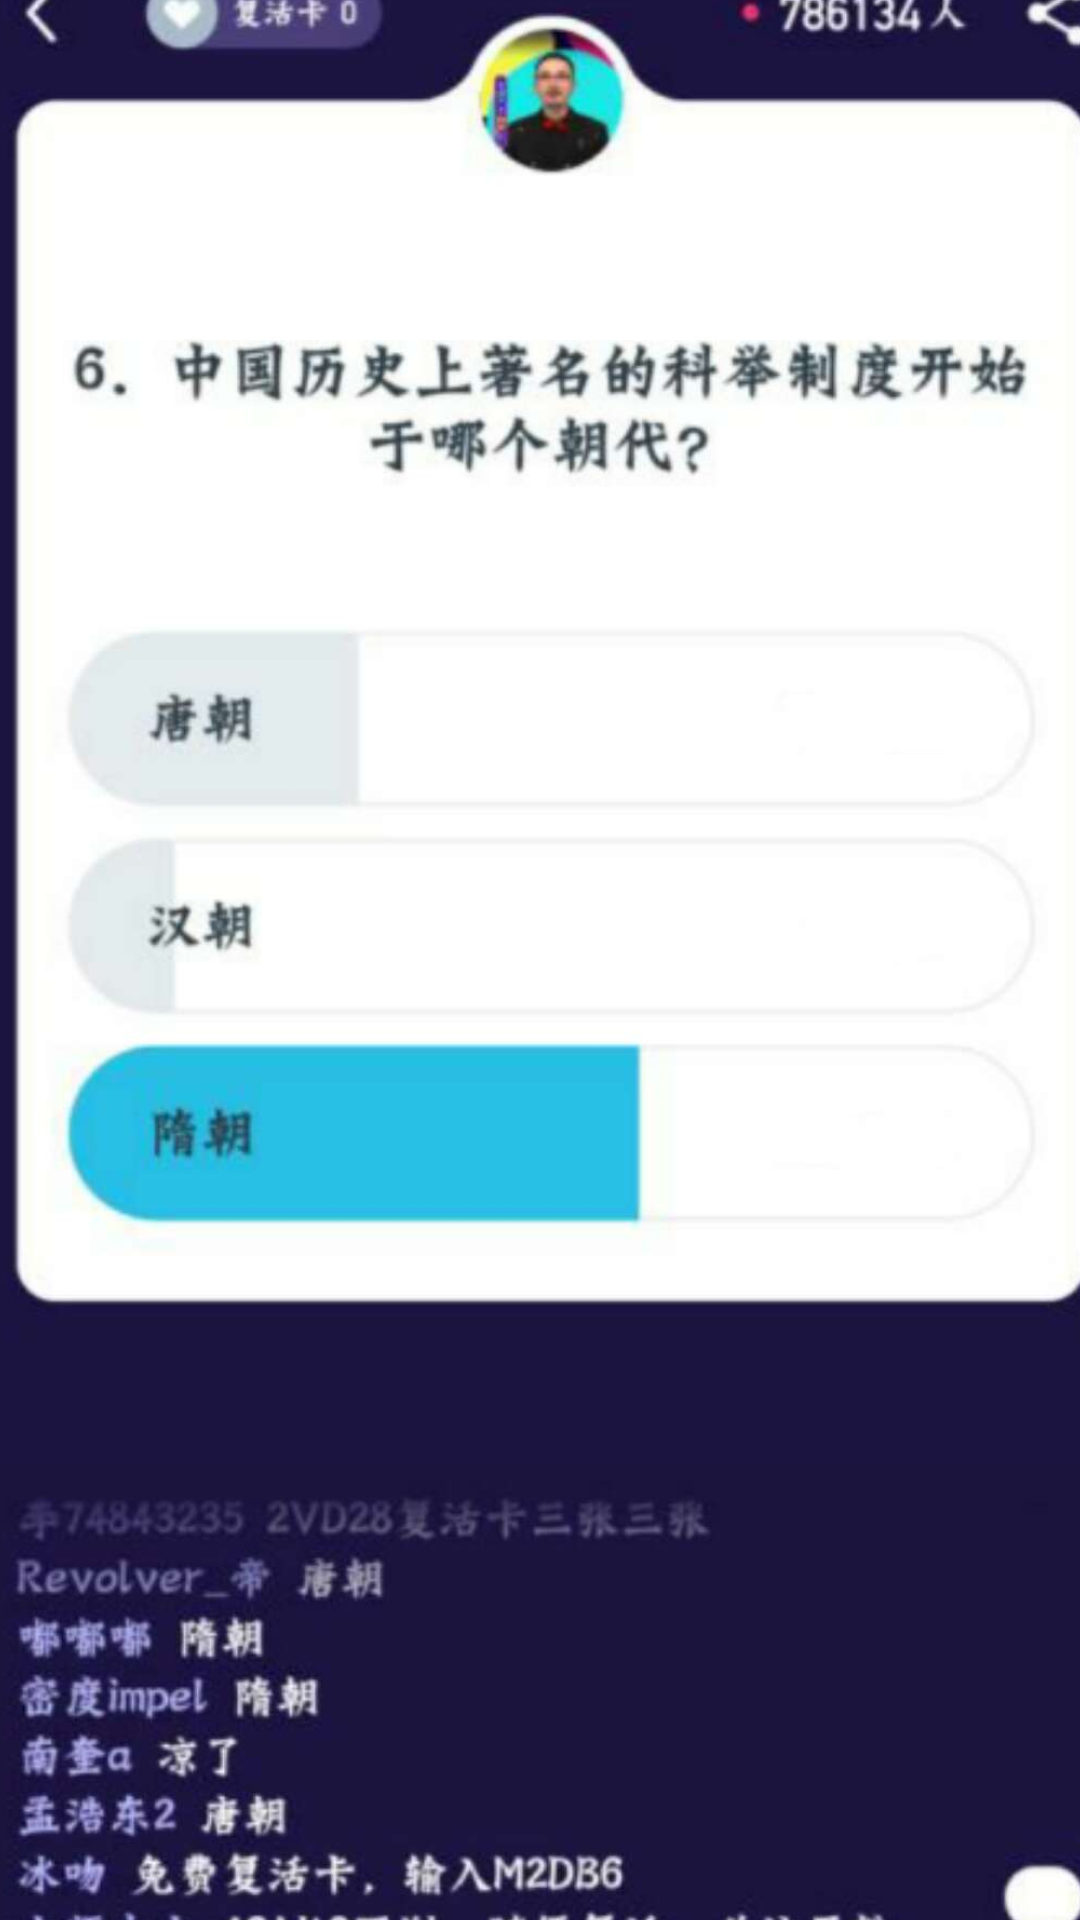 复活卡 0
786134人
6. 中国历史上著名的科举制度开始
于哪个朝代?
唐朝
汉朝
隋朝
李74843235 2VD28复活卡三张三张
Revolver_帝 唐朝
嘟嘟嘟 隋朝
密度impel 隋朝
南奎a 凉了
孟浩东2 唐朝
冰吻 免费复活卡，输入M2DB6